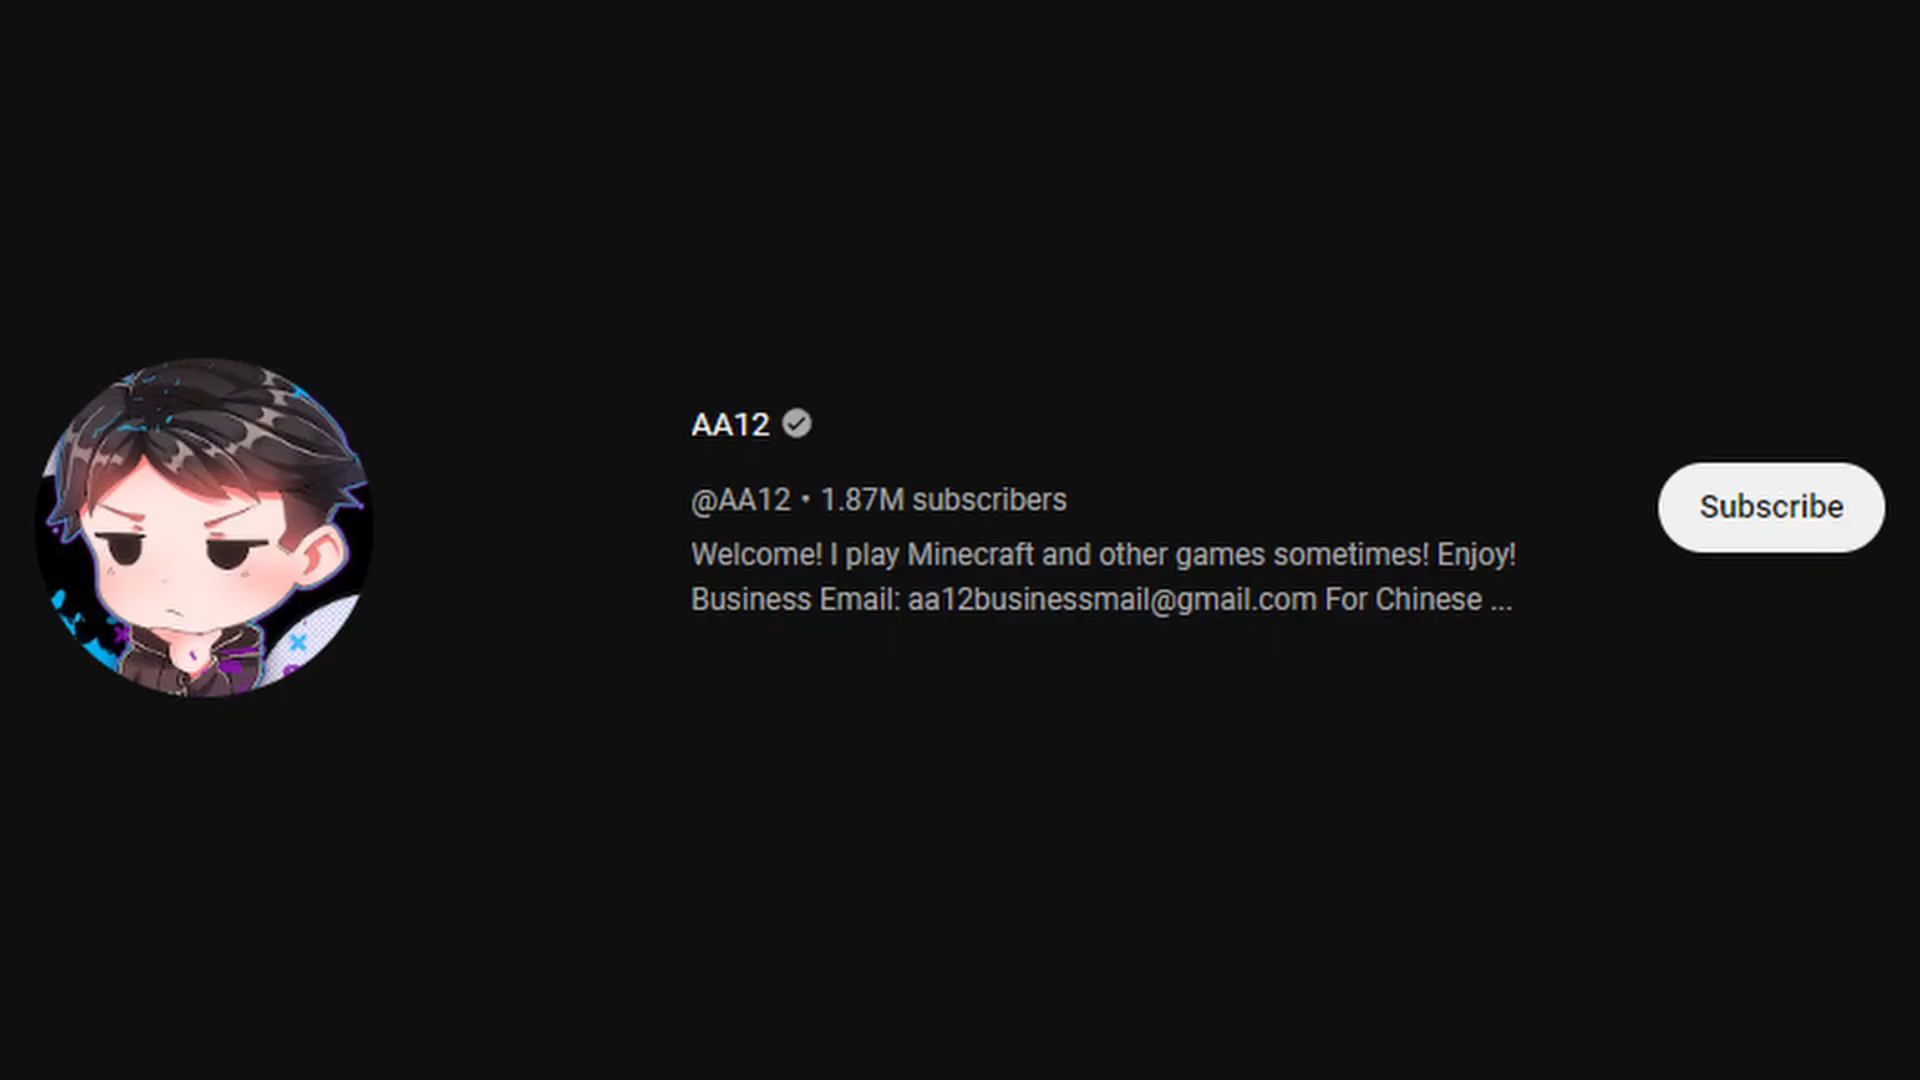 AA12
@AA12 • 1.87M subscribers
Welcome! I play Minecraft and other games sometimes! Enjoy!
Business Email: aa12businessmail@gmail.com For Chinese ...
Subscribe